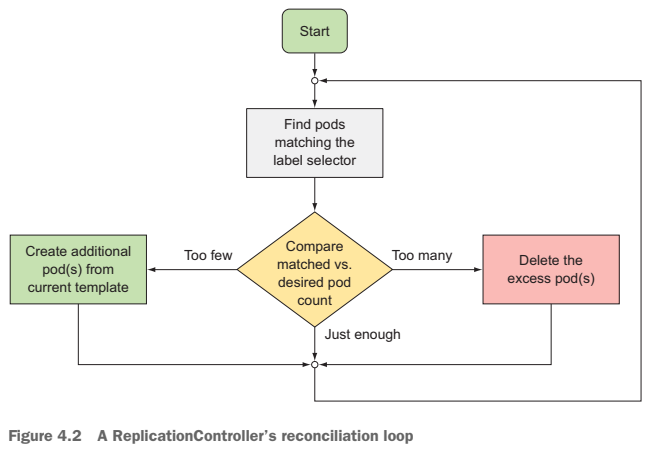 Start
Find pods
matching the
label selector
Create additional
pod(s) from
current template
Too few
Compare
matched vs.
desired pod
count
Too many
Delete the
excess pod(s)
Just enough
Figure 4.2 A ReplicationController's reconciliation loop